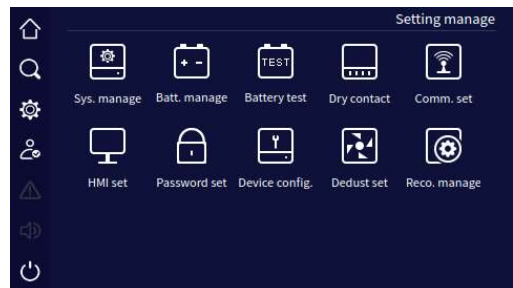 Setting manage
TEST
Sys. manage Batt. manage Battery test Dry contact Comm. set
HMI set Password set Device config. Dedust set Reco. manage